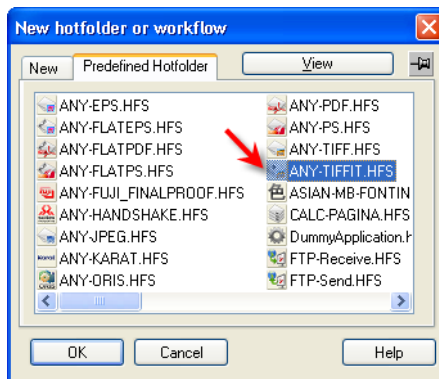 New hotfolder or workflow
New
Predefined Hotfolder
View
ANY-EPS.HFS
ANY-FLATEPS.HFS
ANY-FLATPDF.HFS
ANY-FLATPS.HFS
ANY-FUJI_FINALPROOF.HFS
ANY-HANDSHAKE.HFS
ANY-JPEG.HFS
ANY-KARAT.HFS
ANY-ORIS.HFS
ANY-PDF.HFS
ANY-PS.HFS
ANY-TIFF.HFS
ANY-TIFFIT.HFS
色 ASIAN-MB-FONTIN
CALC-PAGINA.HFS
DummyApplication.h
FTP-Receive.HFS
FTP-Send.HFS
OK
Cancel
Help